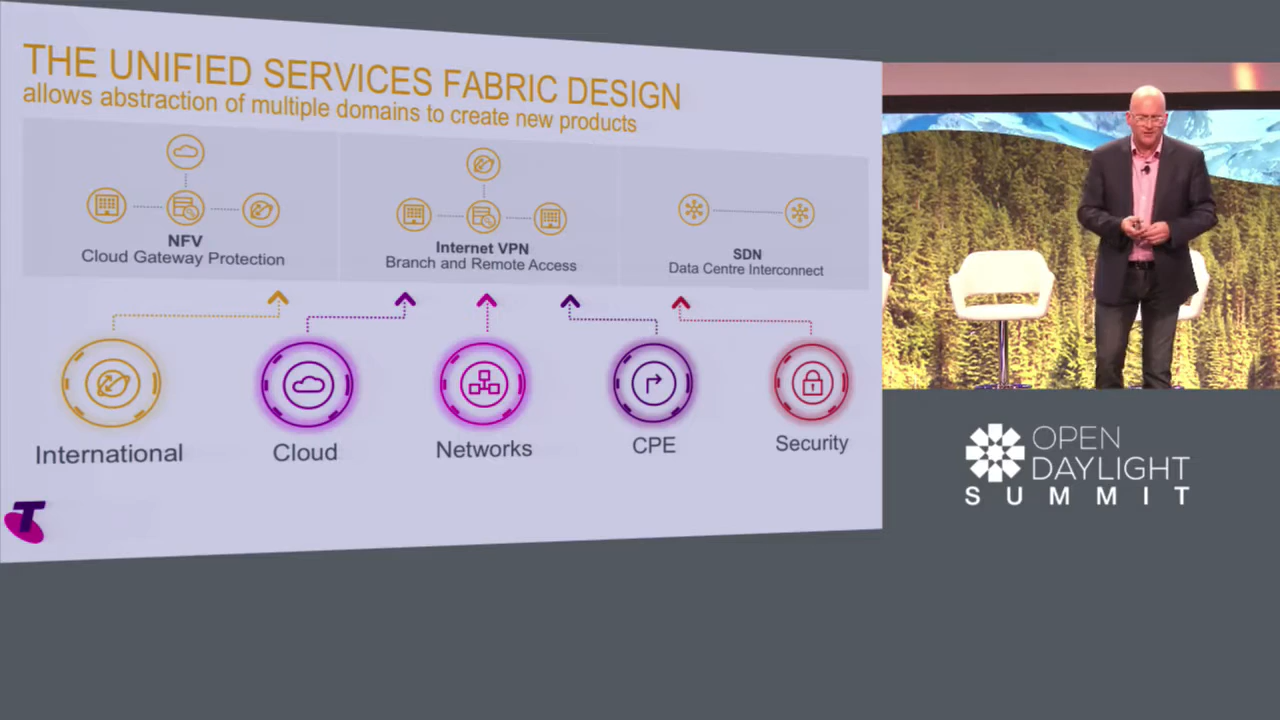 THE UNIFIED SERVICES FABRIC DESIGN
allows abstraction of multiple domains to create new products
NFV
Cloud Gateway Protection
Internet VPN
Branch and Remote Access
SDN
Data Centre Interconnect
International
Cloud
Networks
CPE
Security
T
OPEN
DAYLIGHT
SUMMIT